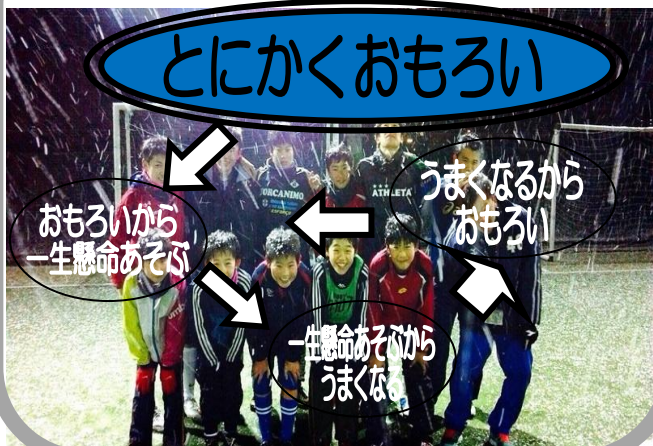 とにかくおもろい
おもろいから
一生懸命あそぶ
一生懸命あそぶから
うまくなる
うまくなるから
おもろい
ORCANIMO
ATHLETA